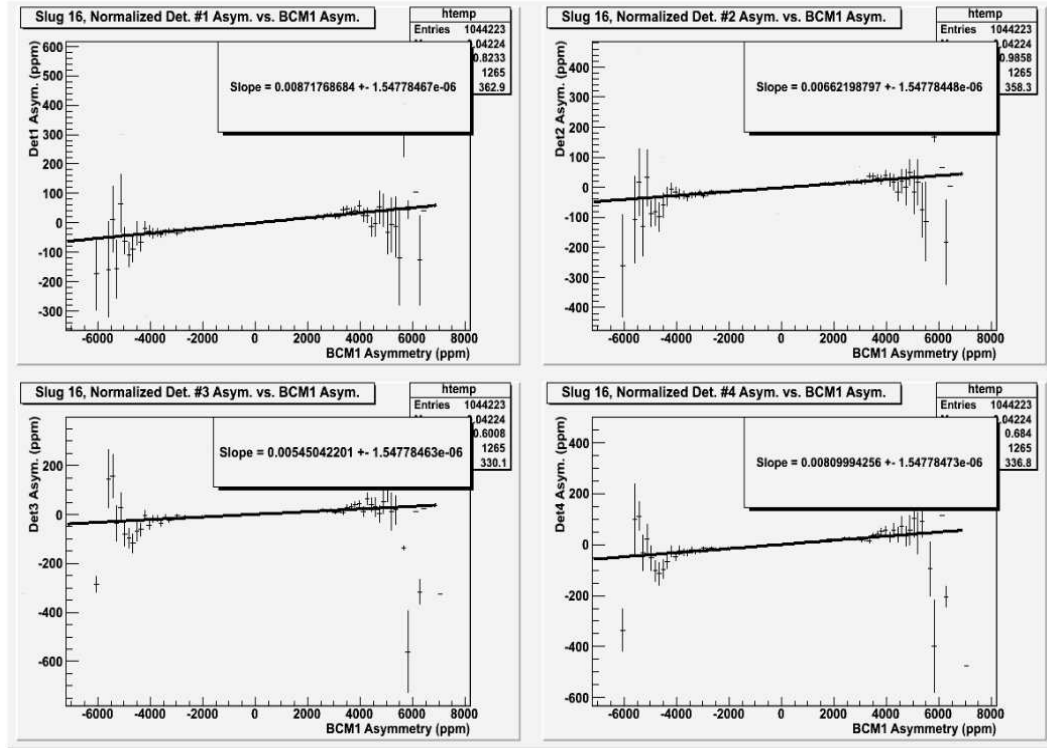 Slug 16, Normalized Det. #1 Asym. vs. BCM1 Asym.
htemp
Entries 1044223
0.04224
0.8233
1265
362.9
Slope = 0.00871768684 +- 1.54778467e-06
Det1 Asym. (ppm)
600
500
400
300
200
100
0
-100
-200
-300
-6000 -4000 -2000 0 2000 4000 6000 8000
BCM1 Asymmetry (ppm)
Slug 16, Normalized Det. #2 Asym. vs. BCM1 Asym.
htemp
Entries 1044223
0.04224
0.9858
1265
358.3
Slope = 0.00662198797 +- 1.54778448e-06
Det2 Asym. (ppm)
400
300
200
100
0
-100
-200
-300
-400
-6000 -4000 -2000 0 2000 4000 6000 8000
BCM1 Asymmetry (ppm)
Slug 16, Normalized Det. #3 Asym. vs. BCM1 Asym.
htemp
Entries 1044223
0.04224
0.6008
1265
330.1
Slope = 0.00545042201 +- 1.54778463e-06
Det3 Asym. (ppm)
200
0
-200
-400
-600
-6000 -4000 -2000 0 2000 4000 6000 8000
BCM1 Asymmetry (ppm)
Slug 16, Normalized Det. #4 Asym. vs. BCM1 Asym.
htemp
Entries 1044223
0.04224
0.684
1265
336.8
Slope = 0.00809994256 +- 1.54778473e-06
Det4 Asym. (ppm)
400
200
0
-200
-400
-600
-6000 -4000 -2000 0 2000 4000 6000 8000
BCM1 Asymmetry (ppm)